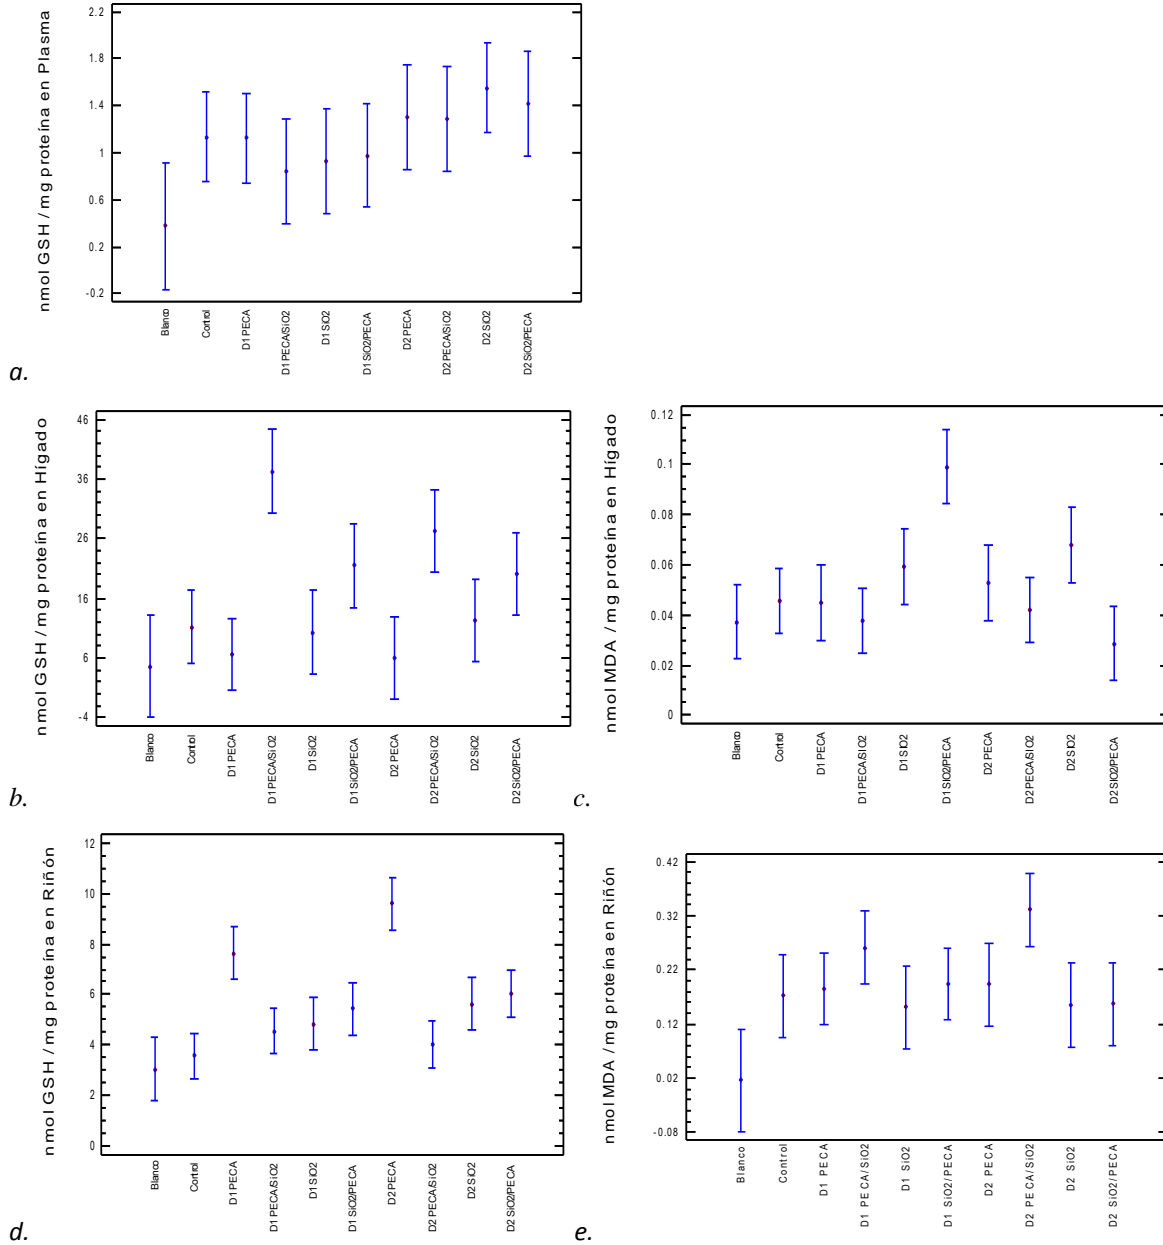 nmol GSH / mg proteína en Plasma
2.2
1.8
1.4
1
0.6
0.2
-0.2
Blanco
Control
D1 PECA
D1 PECA/SiO2
D1 SiO2
D1 SiO2/PECA
D2 PECA
D2 PECA/SiO2
D2 SiO2
D2 SiO2/PECA
a.
nmol GSH / mg proteína en Hígado
46
36
26
16
6
-4
Blanco
Control
D1 PECA
D1 PECA/SiO2
D1 SiO2
D1 SiO2/PECA
D2 PECA
D2 PECA/SiO2
D2 SiO2
D2 SiO2/PECA
b.
nmol MDA / mg proteína en Hígado
0.12
0.1
0.08
0.06
0.04
0.02
0
Blanco
Control
D1 PECA
D1 PECA/SIO2
D1 SIO2
D1 SIO2/PECA
D2 PECA
D2 PECA/SIO2
D2 SIO2
D2 SIO2/PECA
c.
nmol GSH / mg proteína en Riñón
12
10
8
6
4
2
0
Blanco
Control
D1 PECA
D1 PECA/SiO2
D1 SiO2
D1 SiO2/PECA
D2 PECA
D2 PECA/SiO2
D2 SiO2
D2 SiO2/PECA
d.
nmol MDA / mg proteína en Riñón
0.42
0.32
0.22
0.12
0.02
-0.08
Blanco
Control
D1 PECA
D1 PECA/SiO2
D1 SiO2
D1 SiO2/PECA
D2 PECA
D2 PECA/SiO2
D2 SiO2
D2 SiO2/PECA
e.